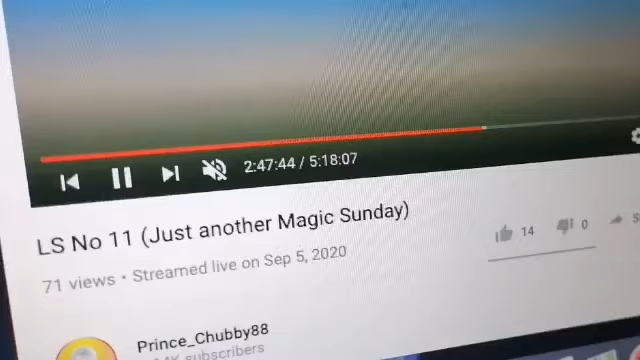 2:47:44 / 5:18:07
LS No 11 (Just another Magic Sunday)
71 views • Streamed live on Sep 5, 2020
14 0
Prince_Chubby88
subscribers